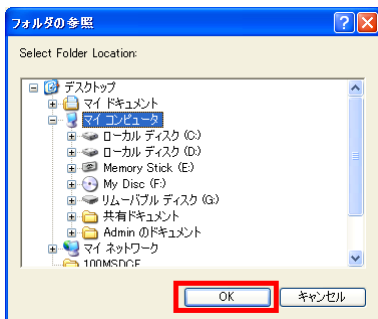 フォルダの参照
Select Folder Location:
デスクトップ
マイ ドキュメント
マイ コンピュータ
ローカル ディスク (C:)
ローカル ディスク (D:)
Memory Stick (E:)
My Disc (F:)
リムーバブル ディスク (G:)
共有ドキュメント
Admin のドキュメント
マイ ネットワーク
100MSDCF
OK
キャンセル